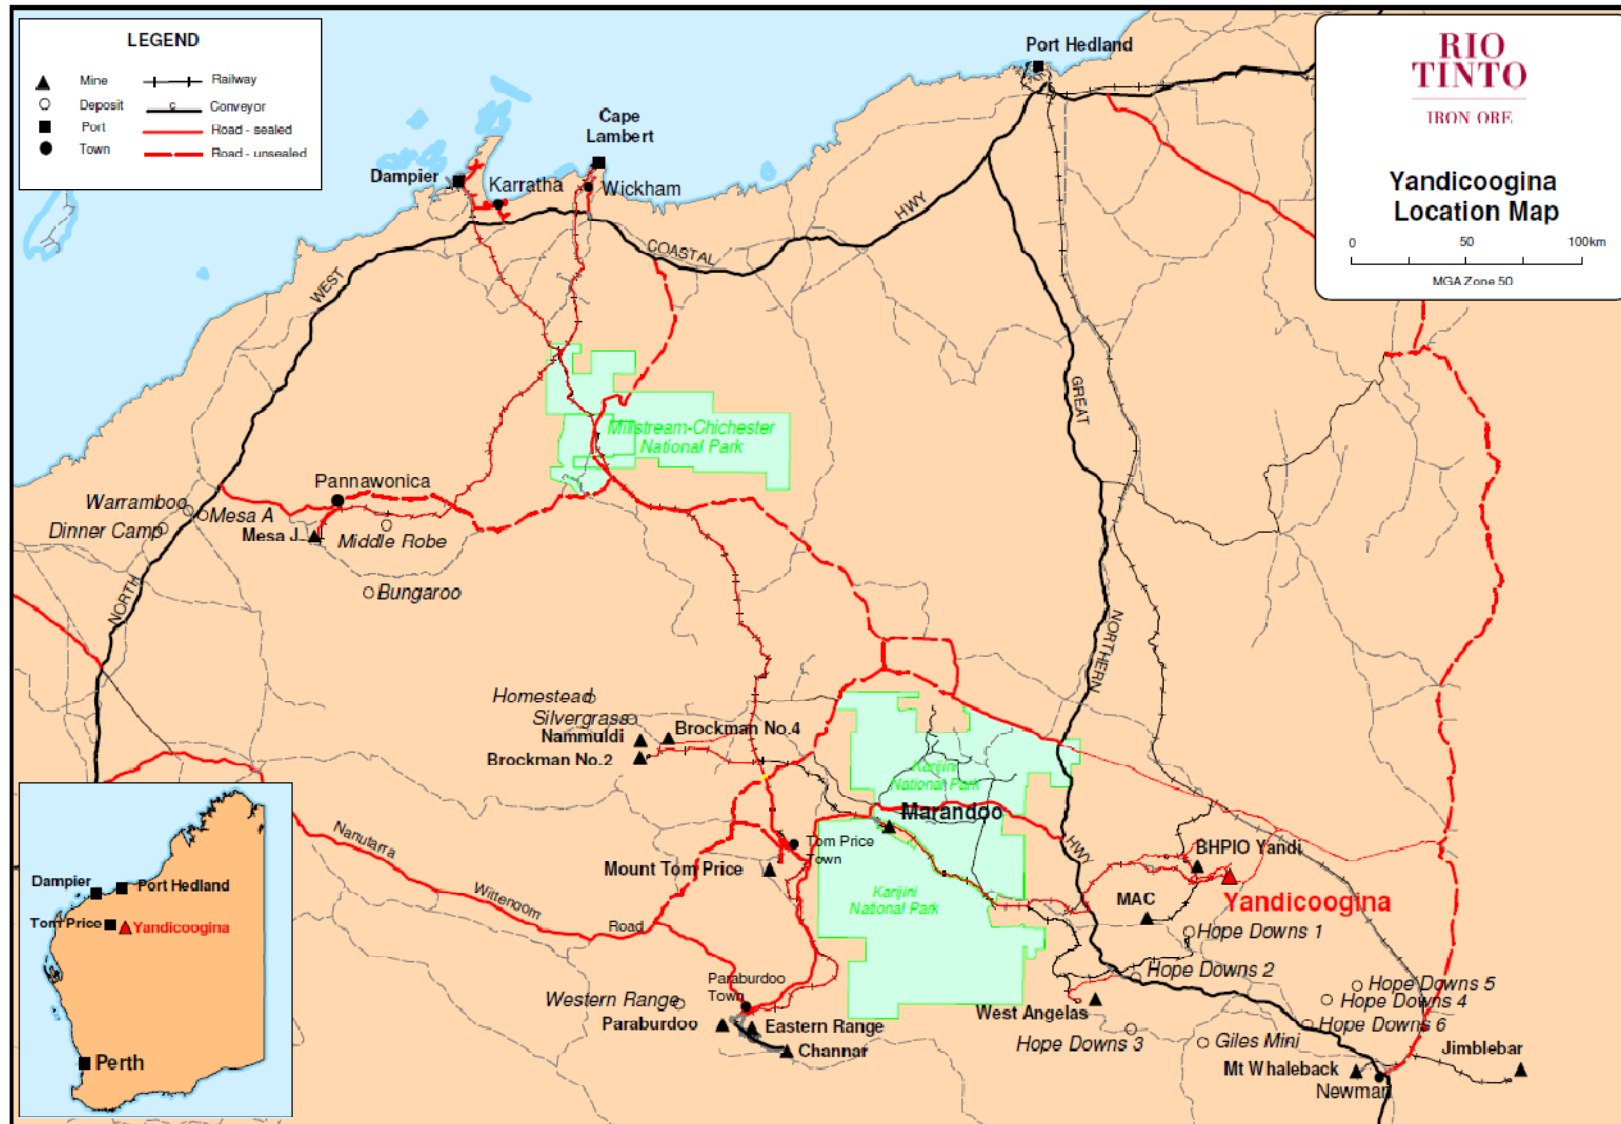 LEGEND
Mine
Railway
Deposit
C
Conveyor
Port
Road - sealed
Town
Road - unsealed
RIO
TINTO
IRON ORE
Yandicoogina
Location Map
0
50
100km
MGA Zone 50
Port Hedland
Cape
Lambert
Dampier
Karratha
Wickham
HWY
COASTAL
WEST
GREAT
Millstream-Chichester
National Park
Pannawonica
Warramboo
Mesa A
Dinner Camp
Mesa J
Middle Robe
Bungaroo
NORTH
NORTHERN
Homestead
Silvergrass
Nammuldi
Brockman No.4
Brockman No.2
Karijini
National Park
Marandoo
HWY
Tom Price
Town
Mount Tom Price
BHPIO Yandi
Karijini
National Park
MAC
Yandicoogina
Nanutarra
Wittenoom
Road
Hope Downs 1
Hope Downs 2
Paraburdoo
Town
Western Range
Paraburdoo
Eastern Range
Channar
West Angelas
Hope Downs 5
Hope Downs 4
Hope Downs 6
Hope Downs 3
Giles Mini
Jimblebar
Mt Whaleback
Newman
Dampier
Port Hedland
Tom Price
Yandicoogina
Perth